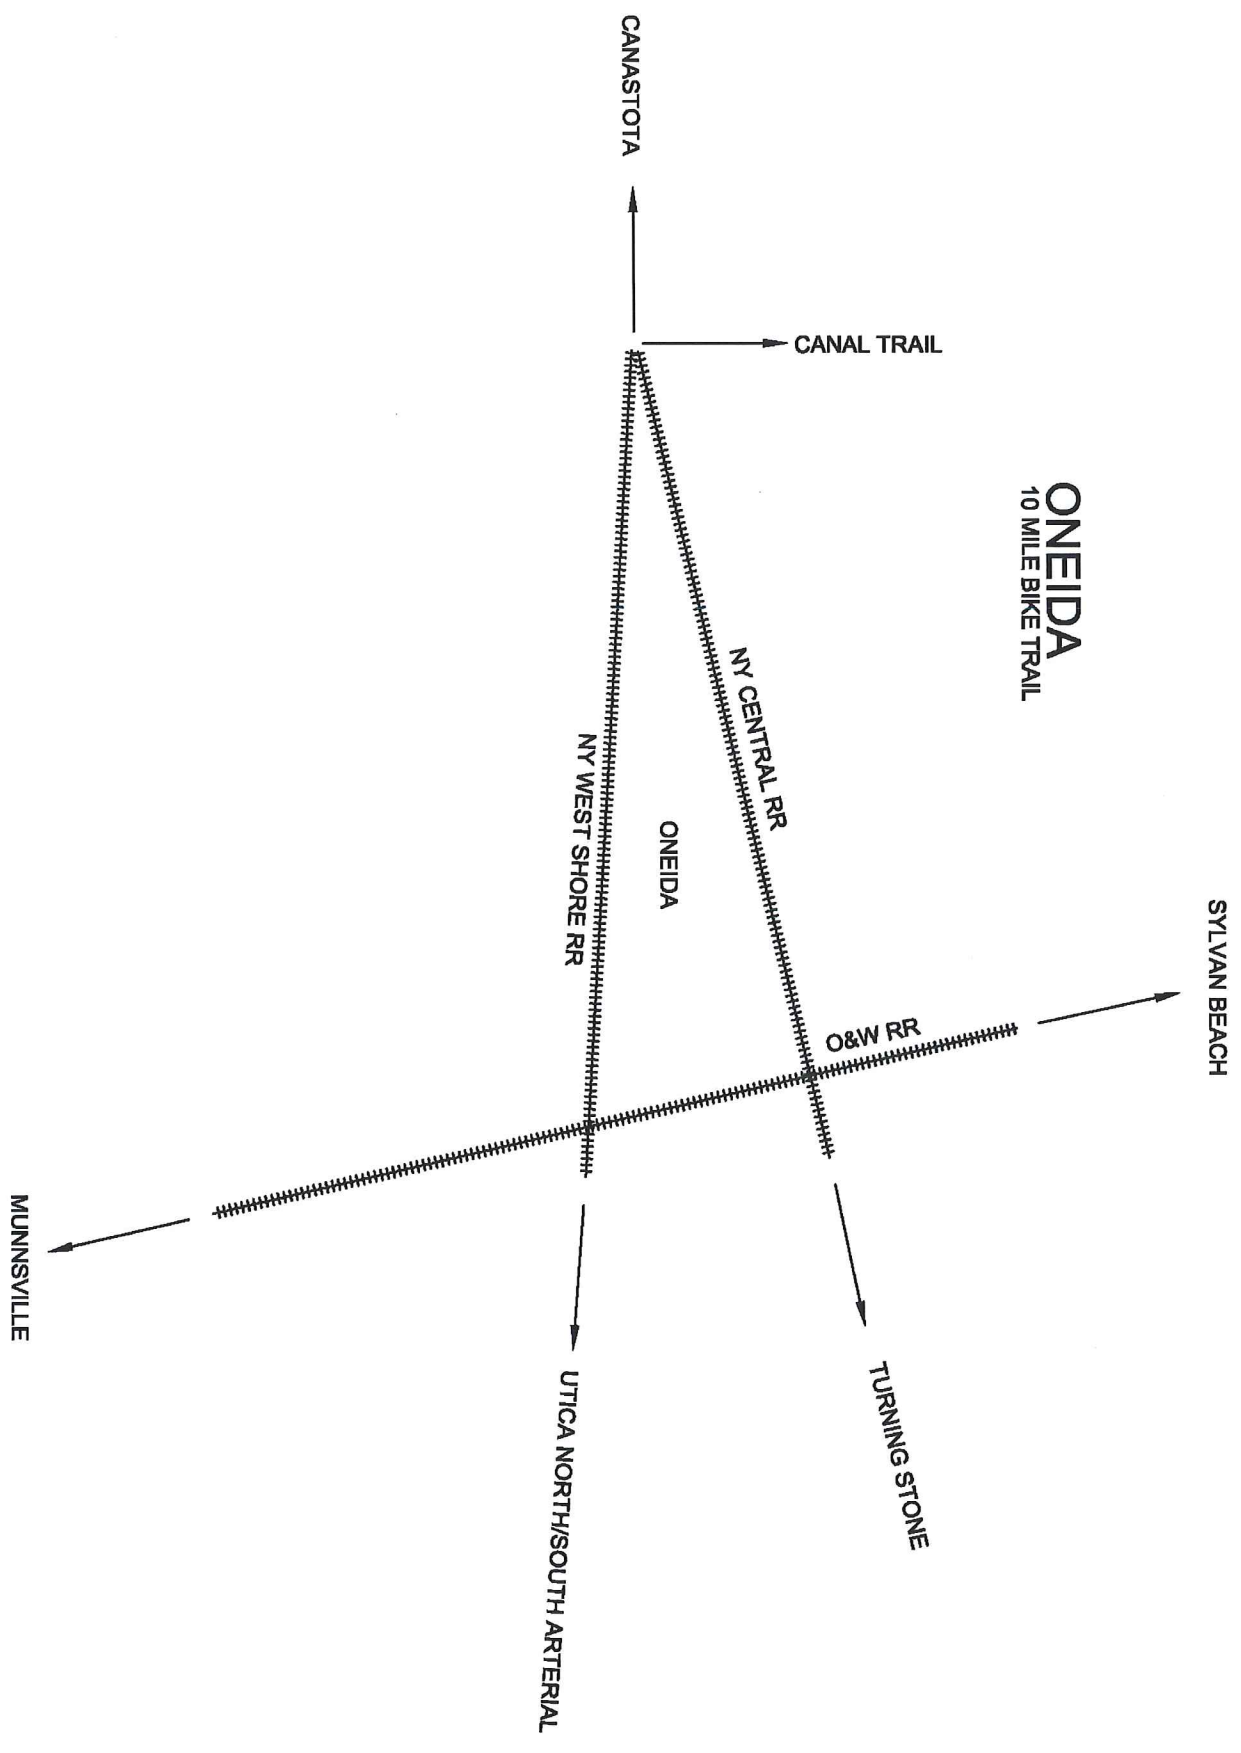 ONEIDA
10 MILE BIKE TRAIL
SYLVAN BEACH
CANAL TRAIL
O&W RR
NY CENTRAL RR
TURNING STONE
ONEIDA
CANASTOTA
NY WEST SHORE RR
UTICA NORTH/SOUTH ARTERIAL
MUNNSVILLE